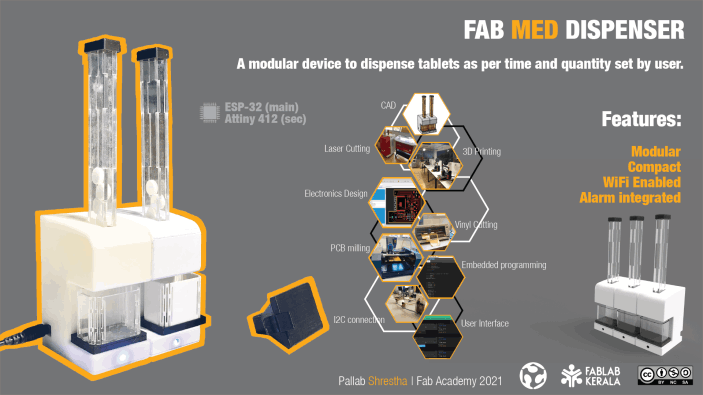 FAB MED DISPENSER
A modular device to dispense tablets as per time and quantity set by user.
ESP-32 (main)
Attiny 412 (sec)
CAD
Laser Cutting
3D Printing
Electronics Design
Vinyl Cutting
PCB milling
Embedded programming
I2C connection
User Interface
Features:
Modular
Compact
WiFi Enabled
Alarm integrated
Pallab Shrestha | Fab Academy 2021
FABLAB
KERALA
CC
BY NC SA